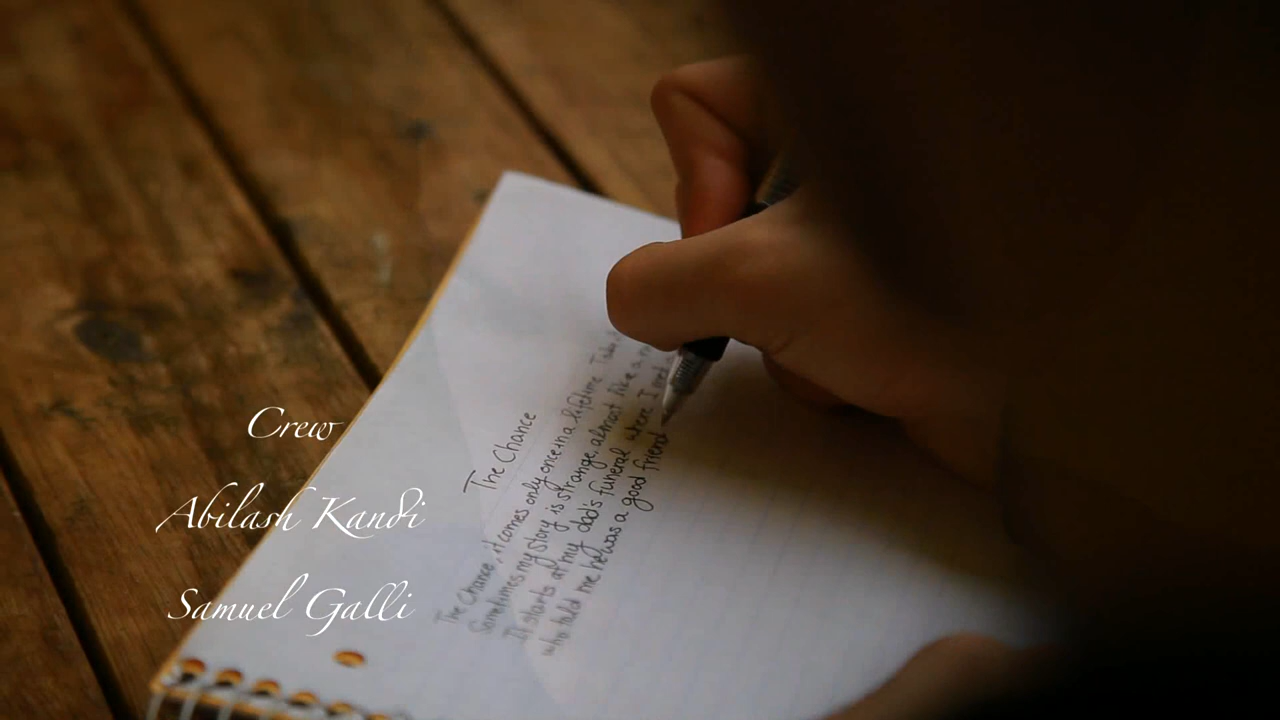 Crew
Abilash Kandi
Samuel Galli
The Chance
The Chance, it comes only once in a lifetime. Take
Sometimes my story is strange, almost like a
It starts at my dad's funeral where I met
who told me he was a good friend